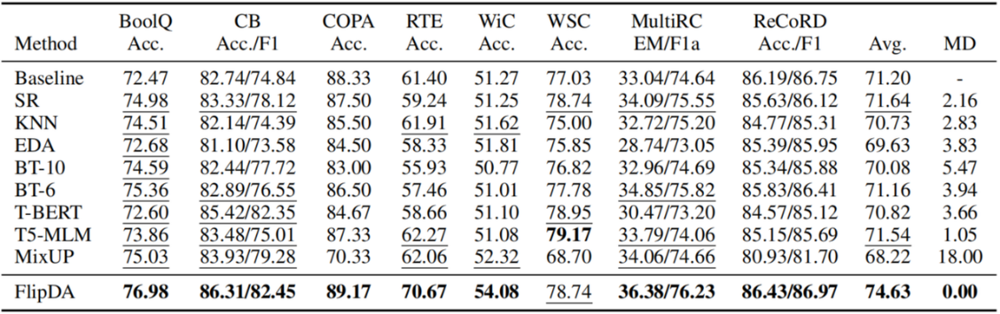 BoolQ CB COPA RTE WiC WSC MultiRC ReCoRD
Method Acc. Acc./F1 Acc. Acc. Acc. Acc. EM/F1a Acc./F1 Avg. MD
Baseline 72.47 82.74/74.84 88.33 61.40 51.27 77.03 33.04/74.64 86.19/86.75 71.20 -
SR 74.98 83.33/78.12 87.50 59.24 51.25 78.74 34.09/75.55 85.63/86.12 71.64 2.16
KNN 74.51 82.14/74.39 85.50 61.91 51.62 75.00 32.72/75.20 84.77/85.31 70.73 2.83
EDA 72.68 81.10/73.58 84.50 58.33 51.81 75.85 28.74/73.05 85.39/85.95 69.63 3.83
BT-10 74.59 82.44/77.72 83.00 55.93 50.77 76.82 32.96/74.69 85.34/85.88 70.08 5.47
BT-6 75.36 82.89/76.55 86.50 57.46 51.01 77.78 34.85/75.82 85.83/86.41 71.16 3.94
T-BERT 72.60 85.42/82.35 84.67 58.66 51.10 78.95 30.47/73.20 84.57/85.12 70.82 3.66
T5-MLM 73.86 83.48/75.01 87.33 62.27 51.08 79.17 33.79/74.06 85.15/85.69 71.54 1.05
MixUP 75.03 83.93/79.28 70.33 62.06 52.32 68.70 34.06/74.66 80.93/81.70 68.22 18.00
FlipDA 76.98 86.31/82.45 89.17 70.67 54.08 78.74 36.38/76.23 86.43/86.97 74.63 0.00